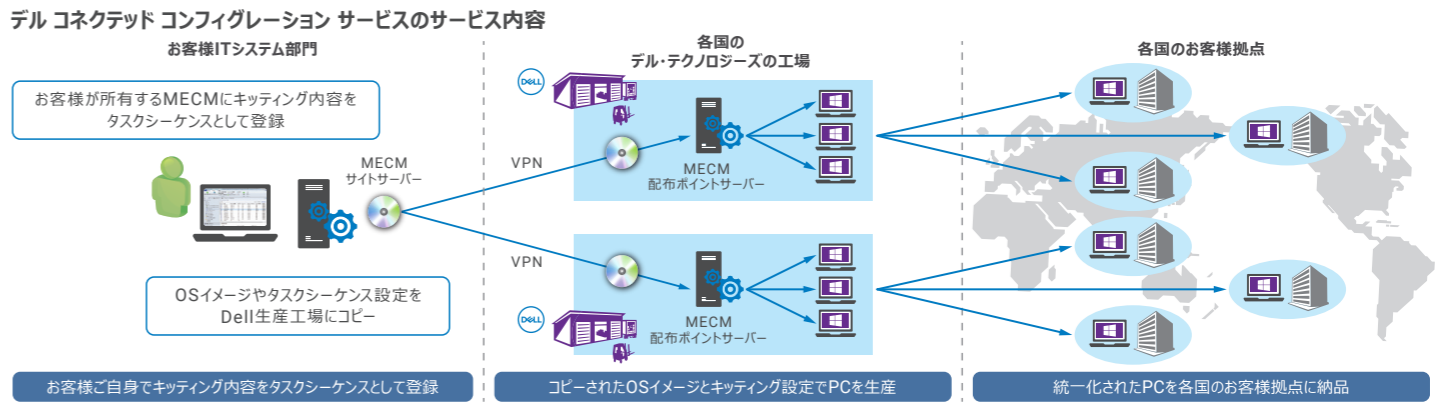 デル コネクテッド コンフィグレーション サービスのサービス内容
お客様ITシステム部門
お客様が所有するMECMにキッティング内容を
タスクシーケンスとして登録
MECM
サイトサーバー
OSイメージやタスクシーケンス設定を
Dell生産工場にコピー
お客様ご自身でキッティング内容をタスクシーケンスとして登録
各国の
デル・テクノロジーズの工場
DELL
VPN
MECM
配布ポイントサーバー
VPN
DELL
MECM
配布ポイントサーバー
コピーされたOSイメージとキッティング設定でPCを生産
各国のお客様拠点
統一化されたPCを各国のお客様拠点に納品